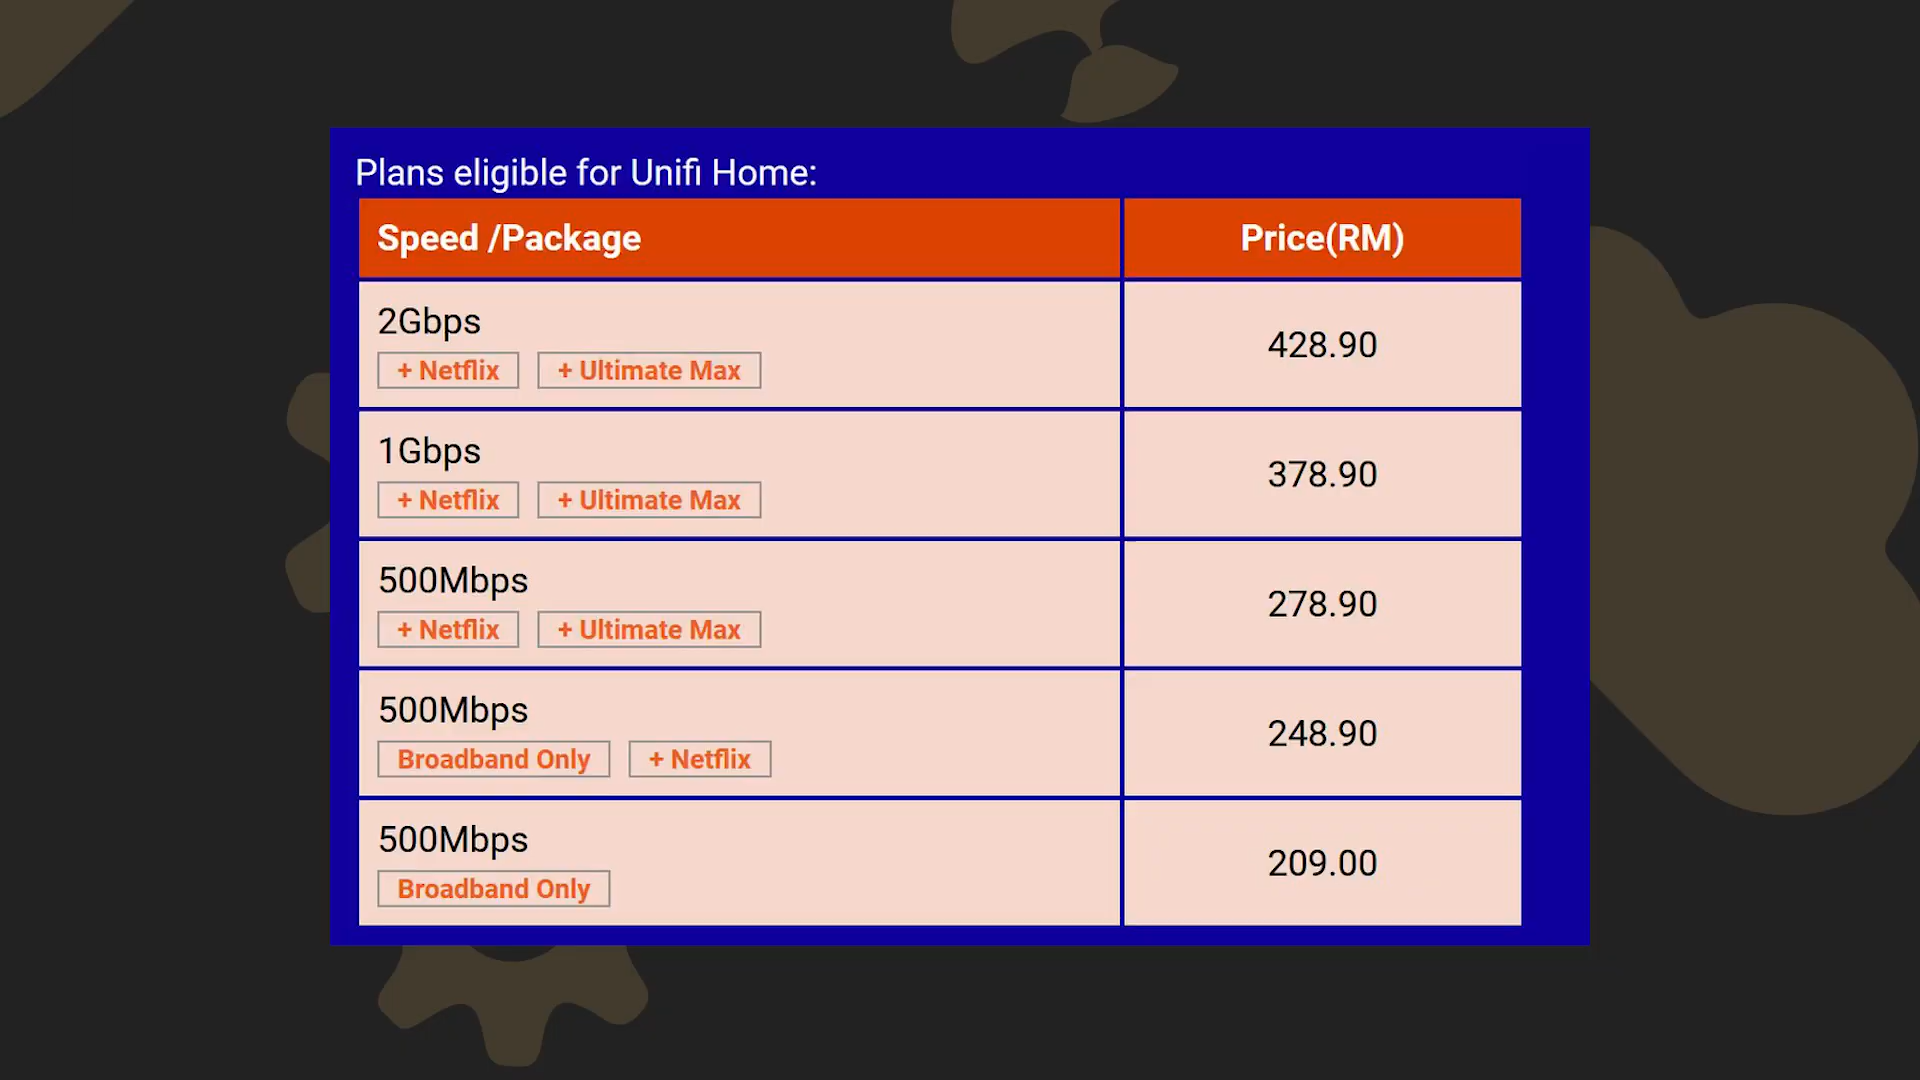 Plans eligible for Unifi Home:
Speed /Package Price(RM)
2Gbps
+ Netflix + Ultimate Max
428.90
1Gbps
+ Netflix + Ultimate Max
378.90
500Mbps
+ Netflix + Ultimate Max
278.90
500Mbps
Broadband Only + Netflix
248.90
500Mbps
Broadband Only
209.00